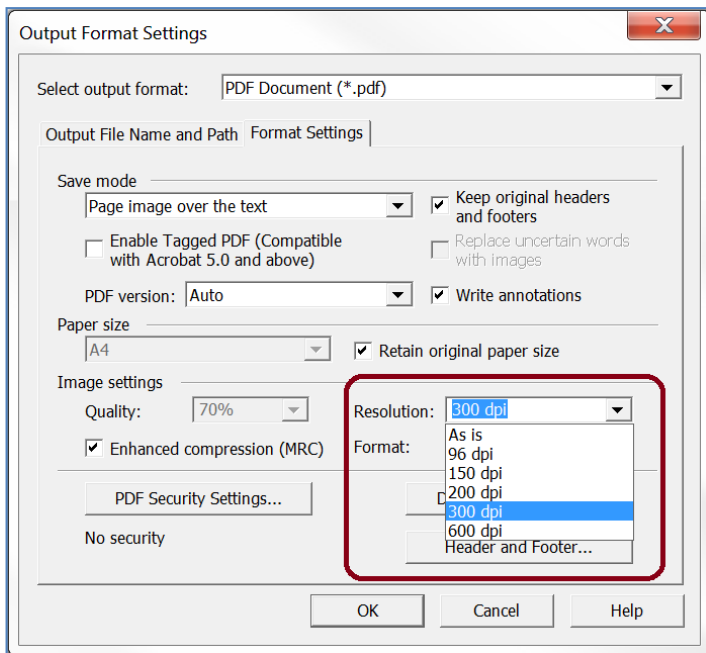 Output Format Settings
Select output format: PDF Document (*.pdf)
Output File Name and Path Format Settings
Save mode
Page image over the text
Keep original headers
and footers
Enable Tagged PDF (Compatible
with Acrobat 5.0 and above)
Replace uncertain words
with images
PDF version: Auto
Write annotations
Paper size
A4
Retain original paper size
Image settings
Quality: 70%
Resolution: 300 dpi
Enhanced compression (MRC)
Format:
As is
96 dpi
150 dpi
200 dpi
300 dpi
600 dpi
PDF Security Settings...
D
No security
Header and Footer...
OK Cancel Help